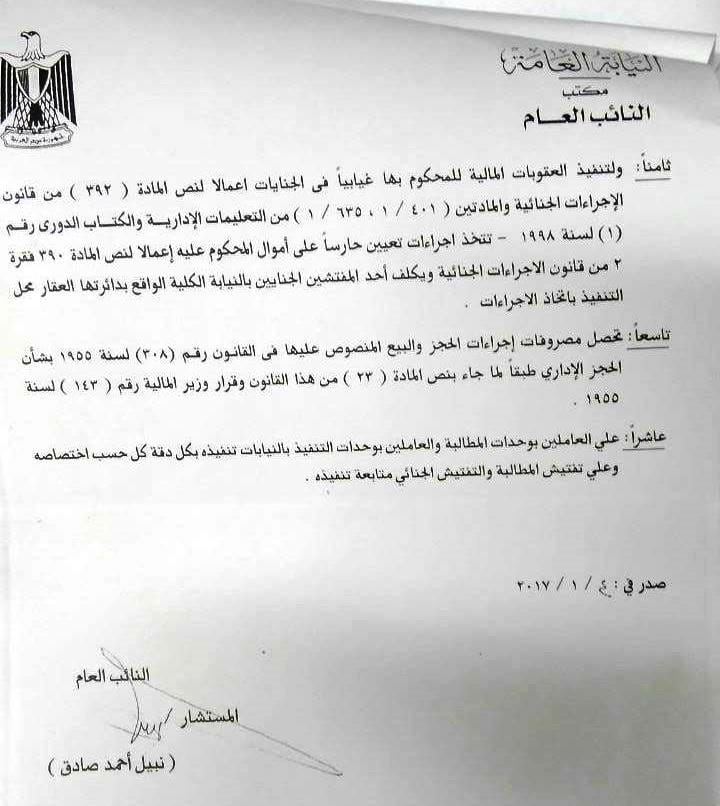 النيابة العامة
مكتب
النائب العــام
جمهورية مصر العربية
ثامناً: ولتنفيذ العقوبات المالية للمحكوم بها غيابياً فى الجنايات اعمالا لنص المادة ( ٣٩٢ ) من قانون
الإجراءات الجنائية والمادتين ( ٤٠١ / ١ ، ٦٣٥ / ١ ) من التعليمات الإدارية والكتاب الدورى رقم
(١) لسنة ١٩٩٨ - تتخذ اجراءات تعيين حارساً على أموال المحكوم عليه إعمالا لنص المادة ٣٩٠ فقرة
٢ من قانون الاجراءات الجنائية ويكلف أحد المفتشين الجنايين بالنيابة الكلية الواقع بدائرتها العقار محل
التنفيذ باتخاذ الاجراءات .
تاسعاً: تحصل مصروفات إجراءات الحجز والبيع المنصوص عليها فى القانون رقم (٣٠٨) لسنة ١٩٥٥ بشأن
الحجز الإداري طبقاً لما جاء بنص المادة ( ٢٣ ) من هذا القانون وقرار وزير المالية رقم ( ١٤٣ ) لسنة
١٩٥٥ .
عاشراً: علي العاملين بوحدات المطالبة والعاملين بوحدات التنفيذ بالنيابات تنفيذه بكل دقة كل حسب اختصاصه
وعلي تفتيش المطالبة والتفتيش الجنائي متابعة تنفيذه .
صدر في : ٤ / ١ / ٢٠١٧
النائب العام
المستشار
( نبيل أحمد صادق )